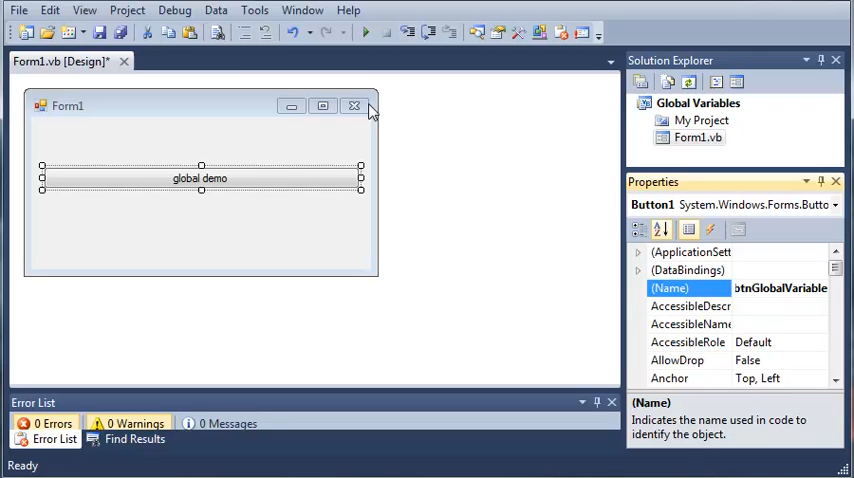 File Edit View Project Debug Data Tools Window Help
Form1.vb [Design]*
Form1
global demo
Solution Explorer
Global Variables
My Project
Form1.vb
Properties
Button1 System.Windows.Forms.Butto
(ApplicationSett
(DataBindings)
(Name) btnGlobalVariable
AccessibleDescr
AccessibleName
AccessibleRole Default
AllowDrop False
Anchor Top, Left
(Name)
Indicates the name used in code to
identify the object.
Error List
0 Errors 0 Warnings 0 Messages
Error List Find Results
Ready